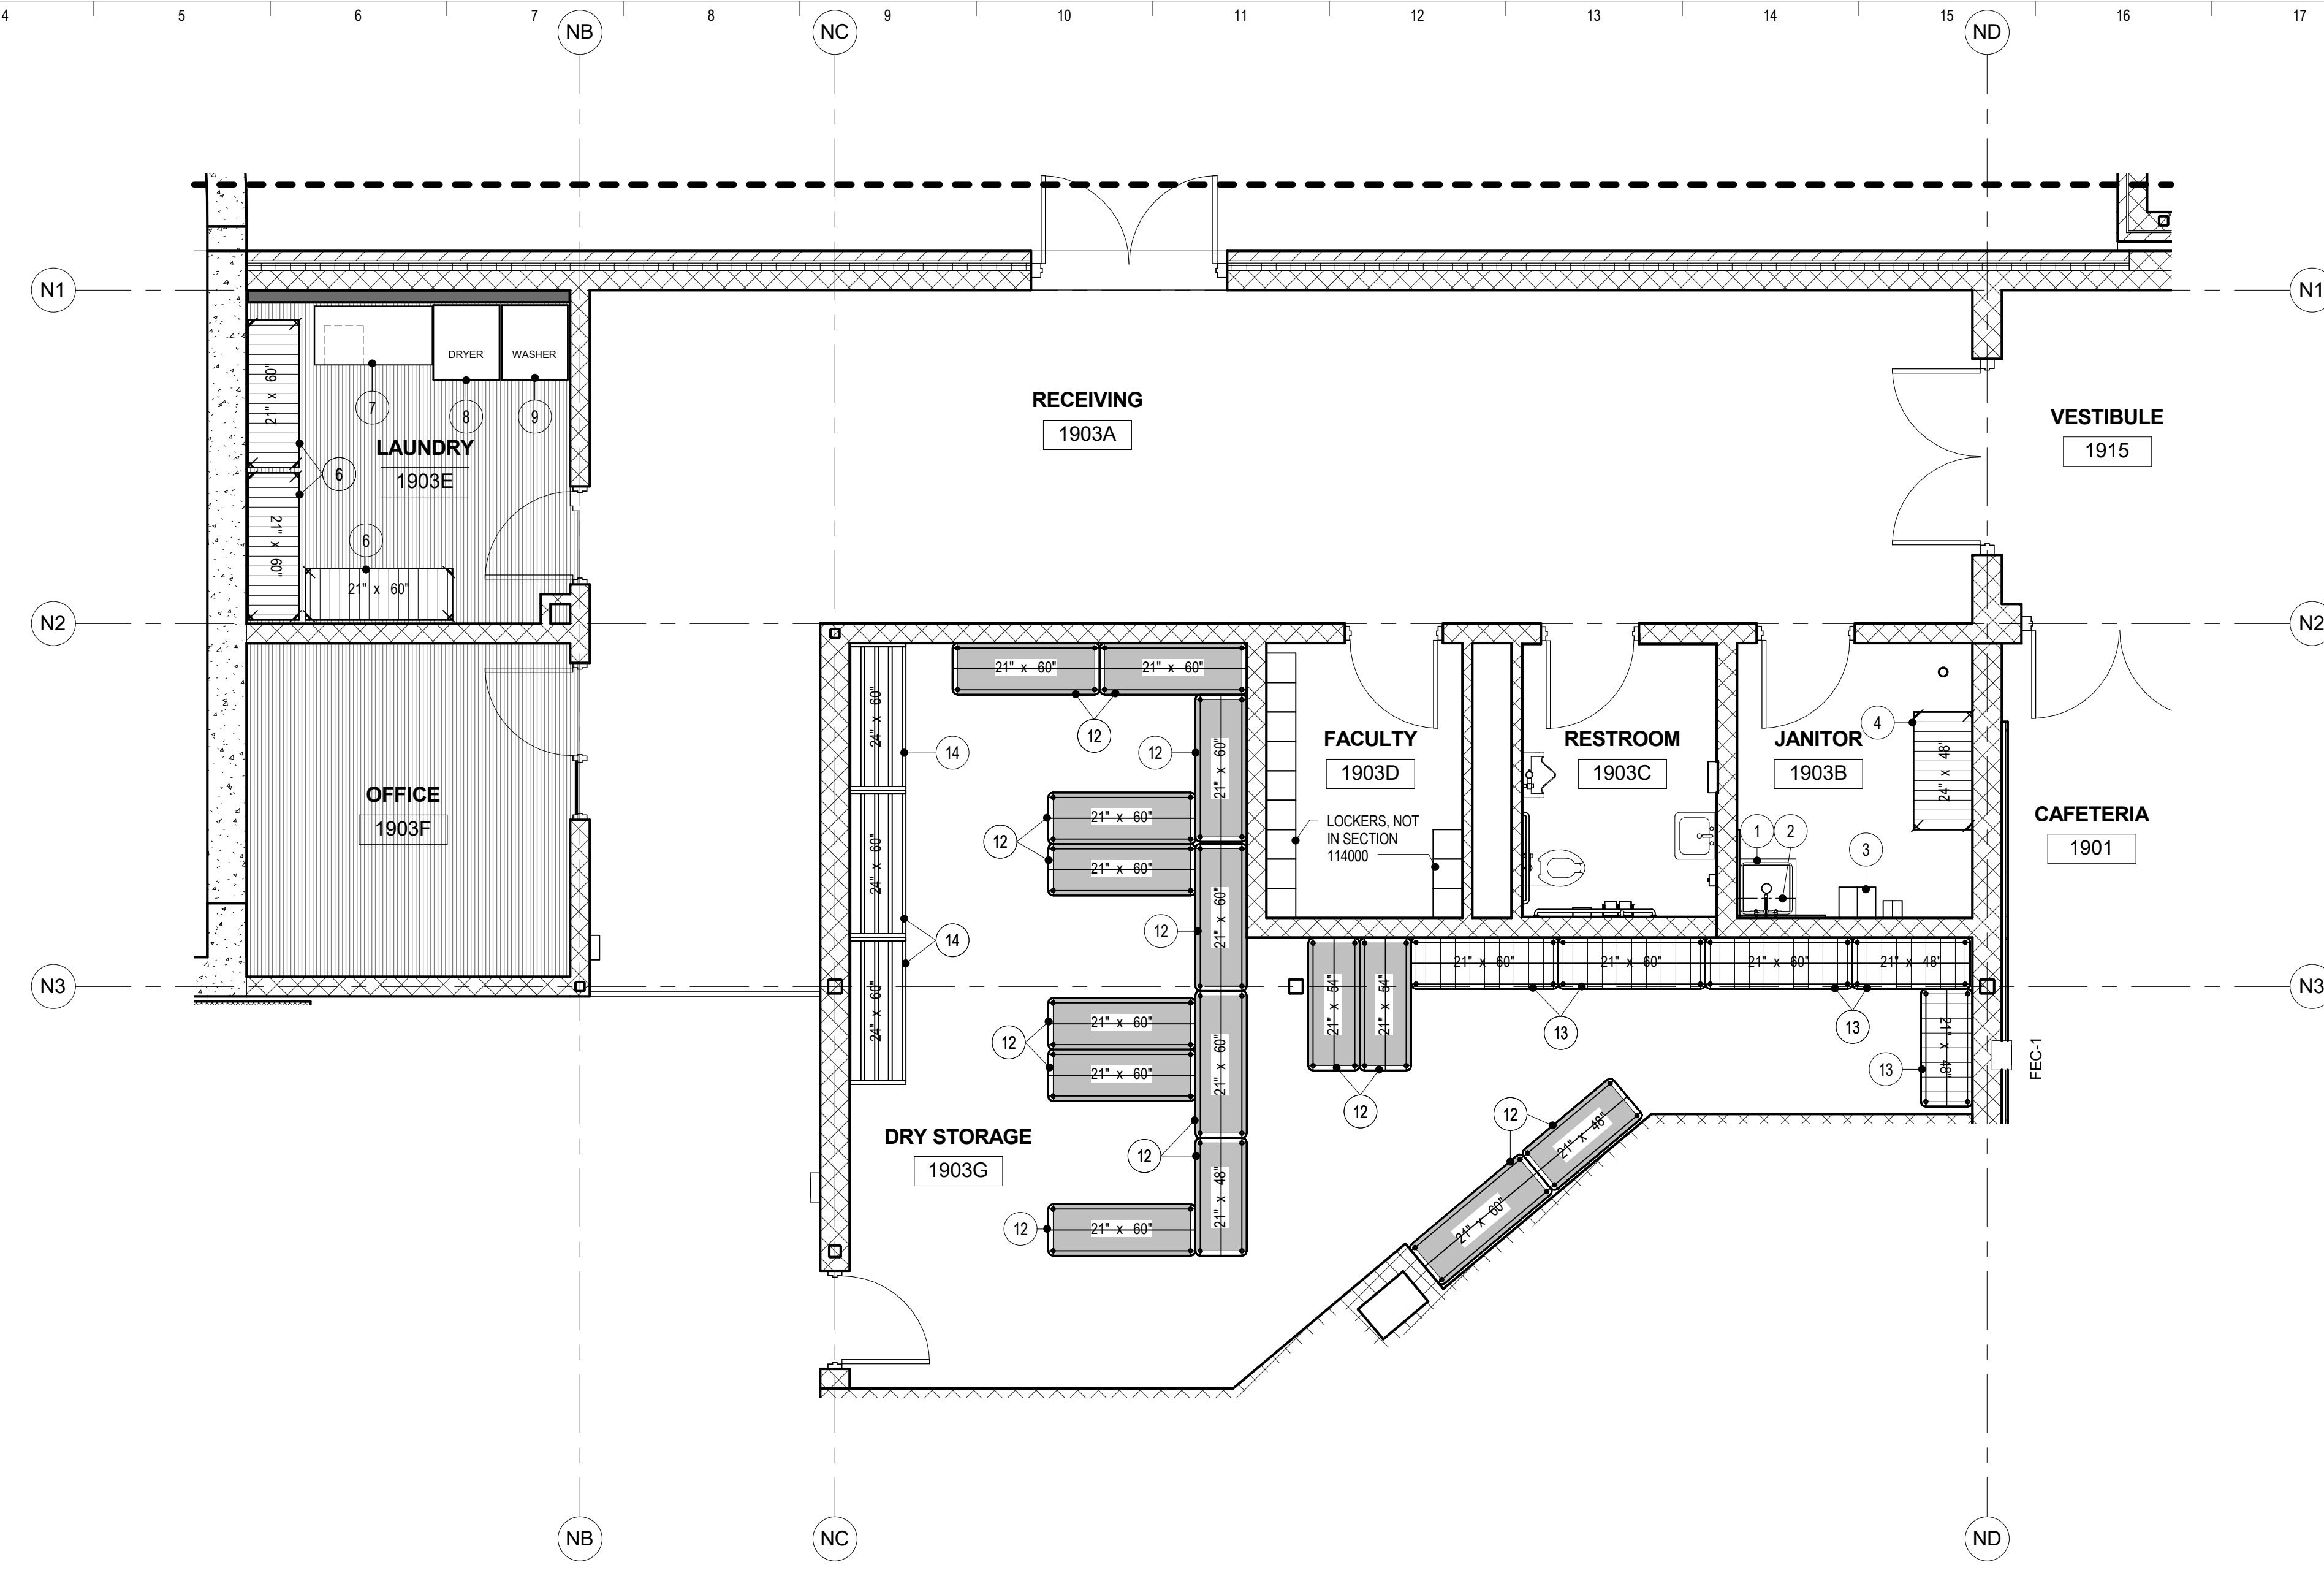 4 5 6 7 8 9 10 11 12 13 14 15 16 17
NB NC ND
N1 N1
DRYER WASHER
7 8 9
21" x 60"
LAUNDRY
1903E
6
21" x 60"
6
21" x 60"
RECEIVING
1903A
VESTIBULE
1915
N2 N2
OFFICE
1903F
24" x 60"
24" x 60"
24" x 60"
14
14
21" x 60" 21" x 60"
12
12
21" x 60"
21" x 60"
21" x 60"
12
21" x 60"
12
21" x 60"
21" x 60"
12
21" x 60"
12
21" x 48"
21" x 60"
12
DRY STORAGE
1903G
FACULTY
1903D
LOCKERS, NOT
IN SECTION
114000
RESTROOM
1903C
JANITOR
1903B
4
24" x 48"
1 2
3
CAFETERIA
1901
N3 N3
21" x 54" 21" x 54"
12
21" x 60" 21" x 60" 21" x 60" 21" x 48"
13 13
21" x 48"
13
FEC-1
12
21" x 48"
21" x 60"
NB NC ND